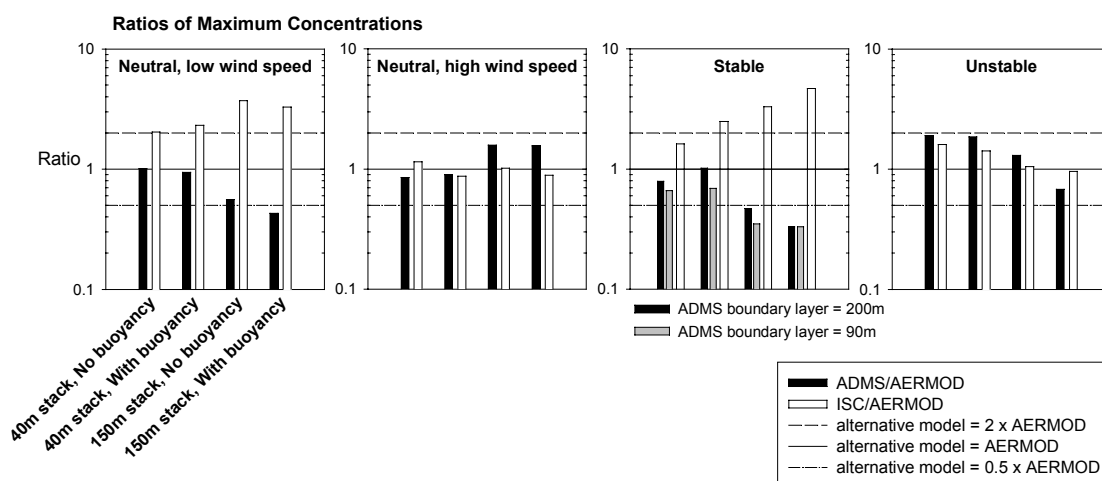 Ratios of Maximum Concentrations
10
1
0.1
Ratio
Neutral, low wind speed
40m stack, No buoyancy
40m stack, With buoyancy
150m stack, No buoyancy
150m stack, With buoyancy
10
1
0.1
Neutral, high wind speed
10
1
0.1
Stable
ADMS boundary layer = 200m
ADMS boundary layer = 90m
10
1
0.1
Unstable
ADMS/AERMOD
ISC/AERMOD
alternative model = 2 x AERMOD
alternative model = AERMOD
alternative model = 0.5 x AERMOD